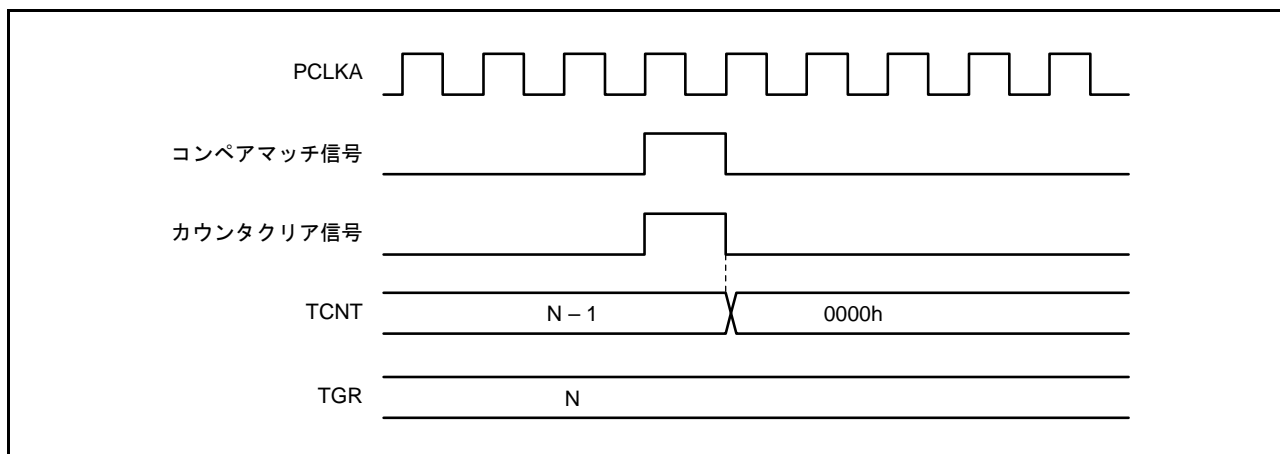 PCLKA
コンペアマッチ信号
カウンタクリア信号
TCNT N – 1 0000h
TGR N